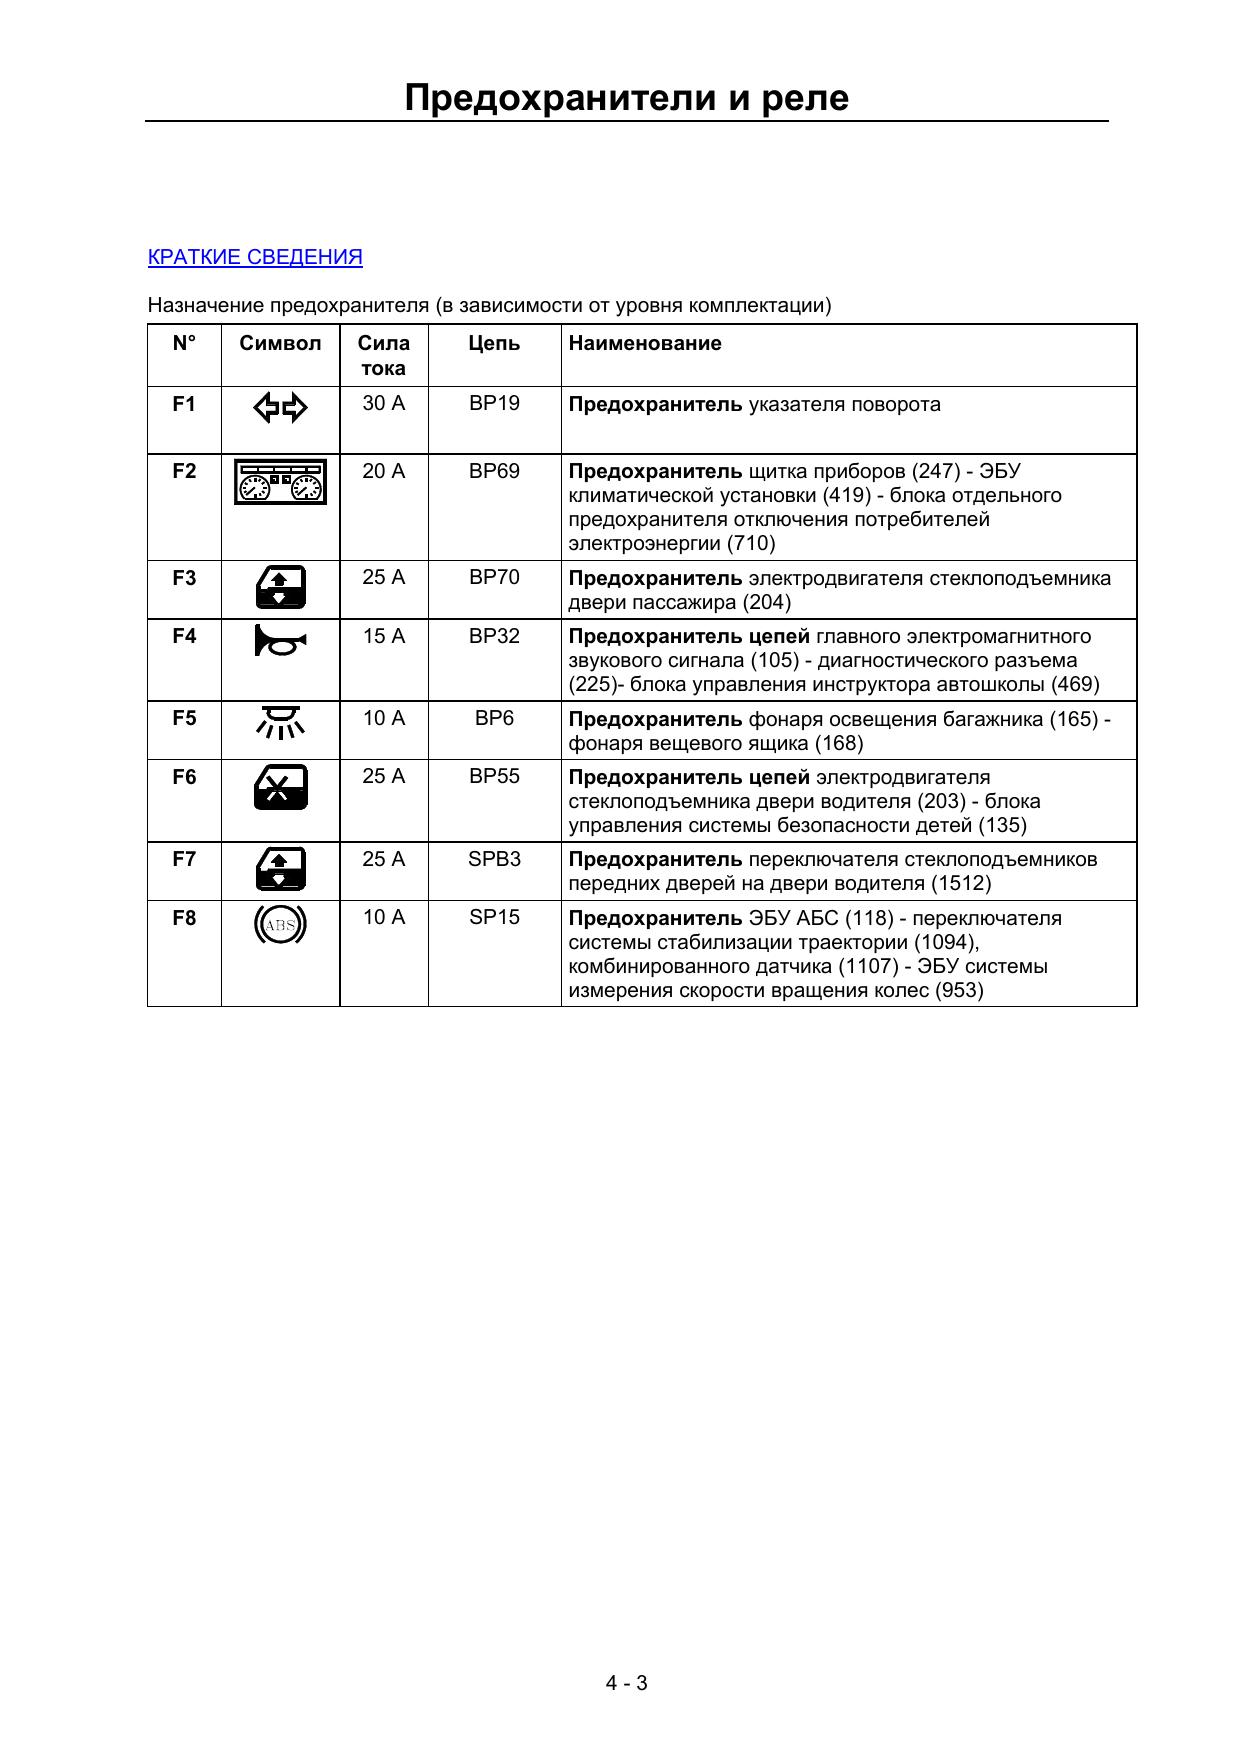 Предохранители и реле
КРАТКИЕ СВЕДЕНИЯ
Назначение предохранителя (в зависимости от уровня комплектации)
N° Символ Сила Цепь Наименование
тока
F1 30 А BP19 Предохранитель указателя поворота
F2 20 А BP69 Предохранитель щитка приборов (247) - ЭБУ
климатической установки (419) - блока отдельного
предохранителя отключения потребителей
электроэнергии (710)
F3 25 А BP70 Предохранитель электродвигателя стеклоподъемника
двери пассажира (204)
F4 15 А BP32 Предохранитель цепей главного электромагнитного
звукового сигнала (105) - диагностического разъема
(225)- блока управления инструктора автошколы (469)
F5 10 А BP6 Предохранитель фонаря освещения багажника (165) -
фонаря вещевого ящика (168)
F6 25 А BP55 Предохранитель цепей электродвигателя
стеклоподъемника двери водителя (203) - блока
управления системы безопасности детей (135)
F7 25 А SPB3 Предохранитель переключателя стеклоподъемников
передних дверей на двери водителя (1512)
F8 ABS 10 А SP15 Предохранитель ЭБУ АБС (118) - переключателя
системы стабилизации траектории (1094),
комбинированного датчика (1107) - ЭБУ системы
измерения скорости вращения колес (953)
4 - 3